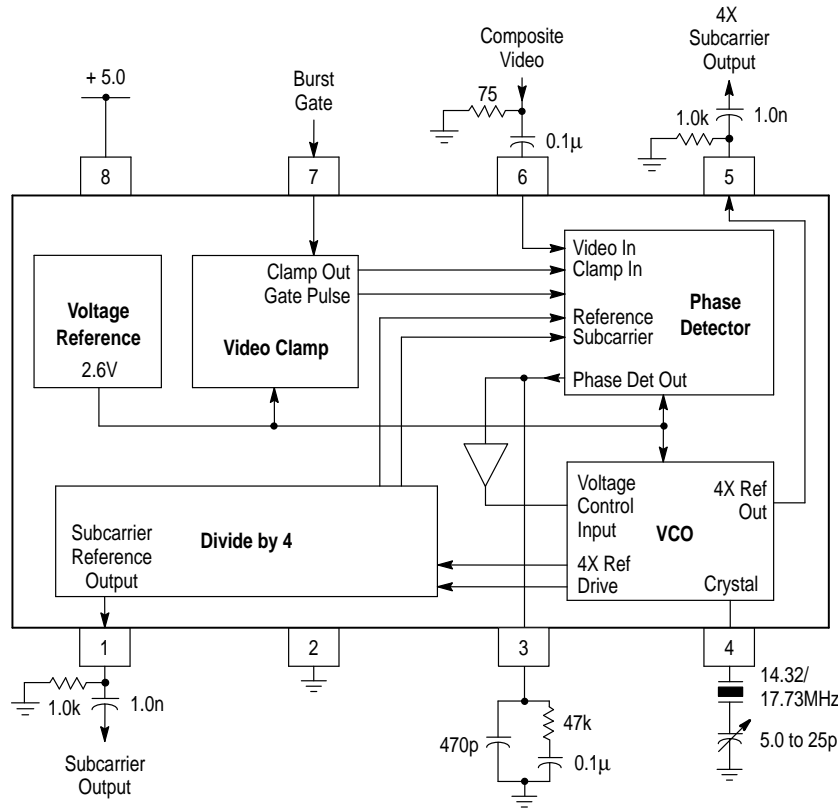 4X
Subcarrier
Output
Composite
Video
+ 5.0
Burst
Gate
75
1.0k
1.0n
0.1μ
8
7
6
5
Voltage
Reference
2.6V
Clamp Out
Gate Pulse
Video Clamp
Video In
Clamp In
Phase
Detector
Reference
Subcarrier
Phase Det Out
Subcarrier
Reference
Output
Divide by 4
Voltage
Control
Input
4X Ref
Out
VCO
4X Ref
Drive
Crystal
1
2
3
4
1.0k
1.0n
Subcarrier
Output
470p
47k
0.1μ
14.32/
17.73MHz
5.0 to 25p